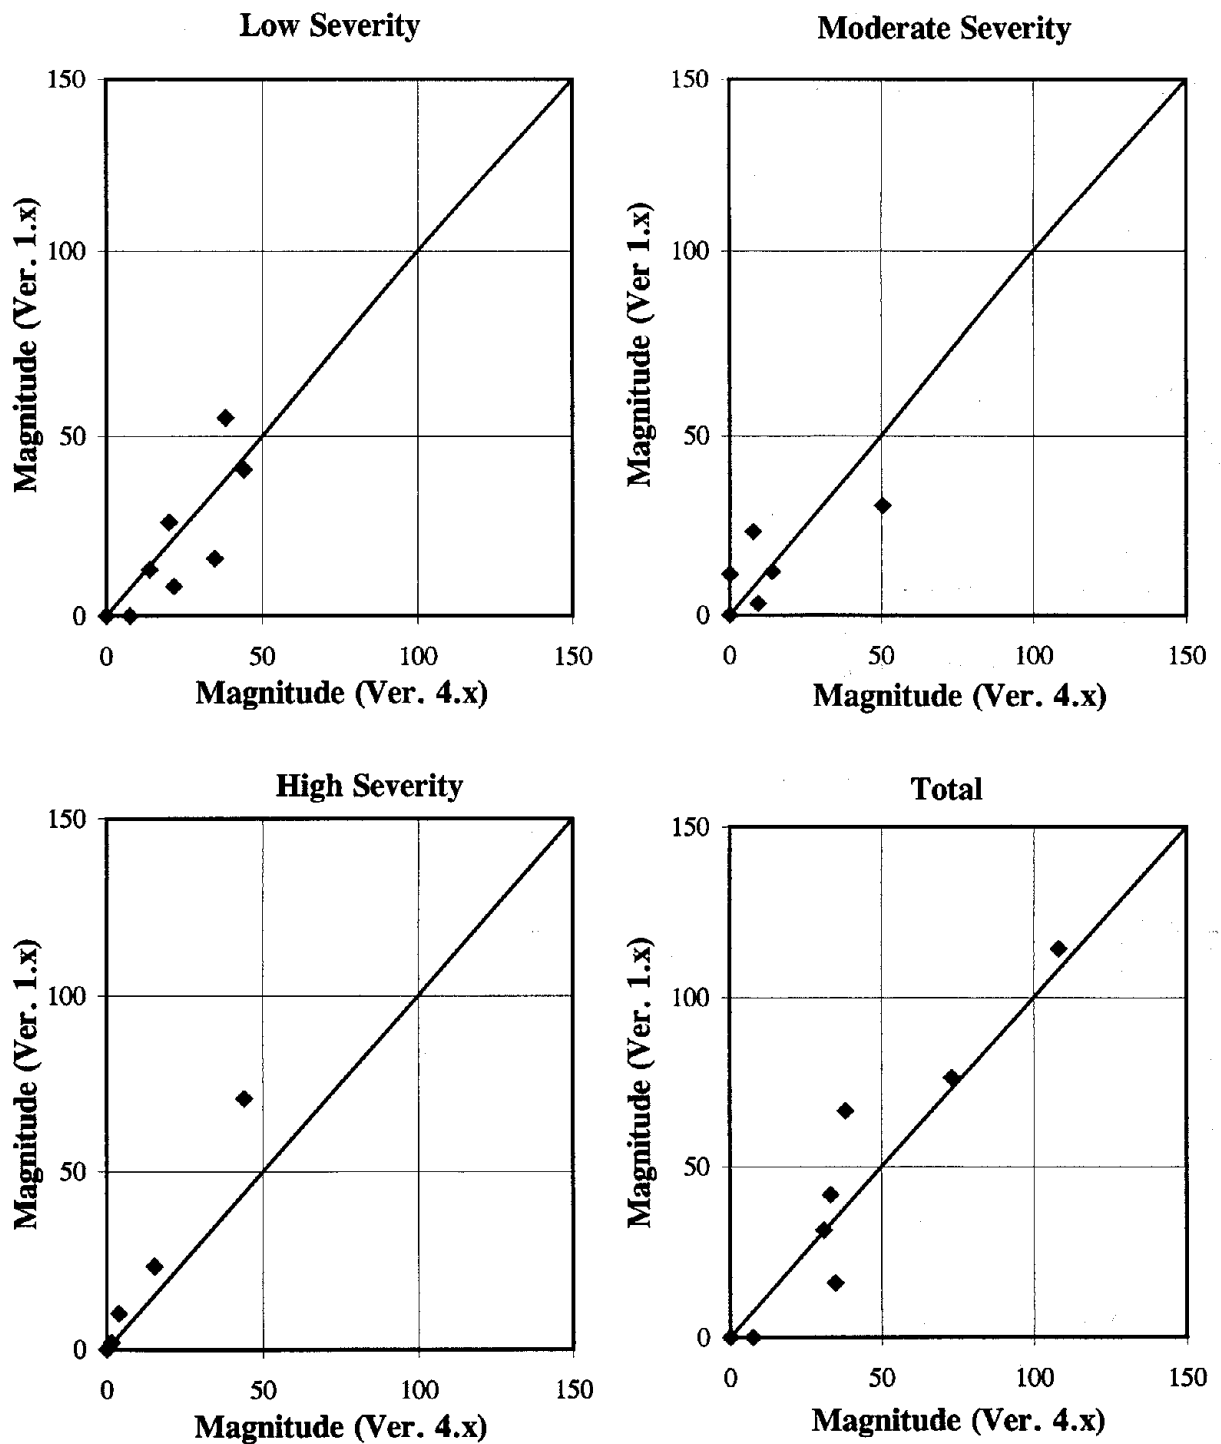 Low Severity
150
100
50
0
0 50 100 150
Magnitude (Ver. 1.x)
Magnitude (Ver. 4.x)
Moderate Severity
150
100
50
0
0 50 100 150
Magnitude (Ver 1.x)
Magnitude (Ver. 4.x)
High Severity
150
100
50
0
0 50 100 150
Magnitude (Ver. 1.x)
Magnitude (Ver. 4.x)
Total
150
100
50
0
0 50 100 150
Magnitude (Ver. 1.x)
Magnitude (Ver. 4.x)